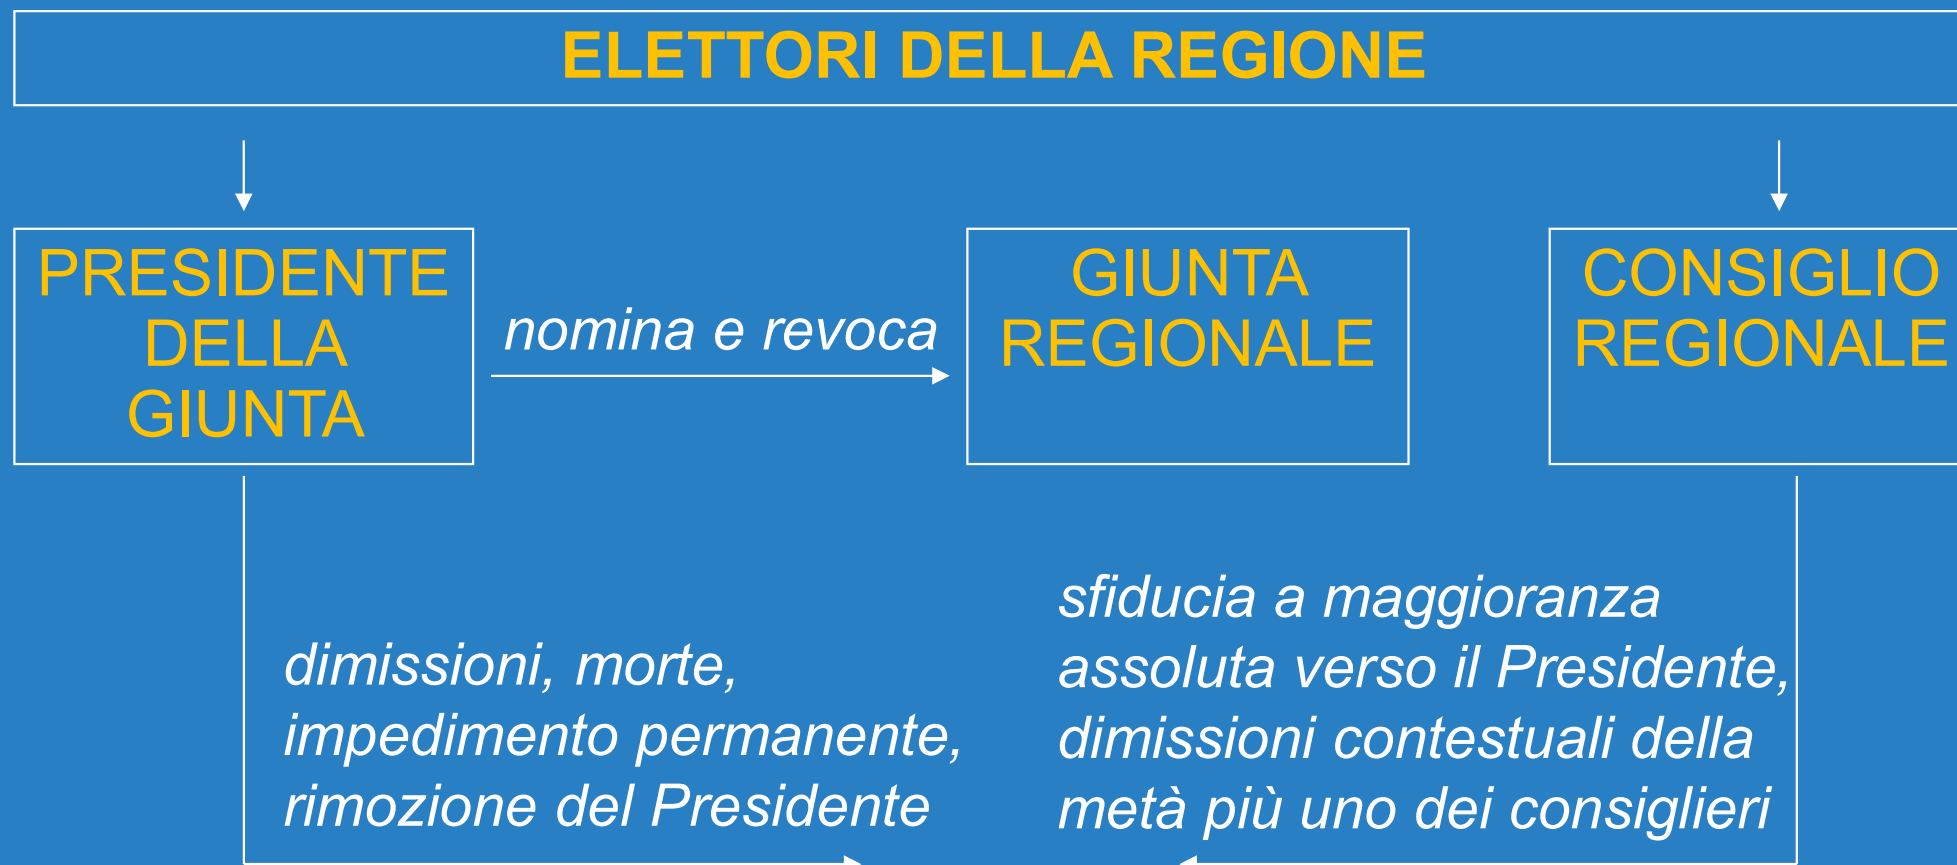 ELETTORI DELLA REGIONE
PRESIDENTE
DELLA
GIUNTA
nomina e revoca
GIUNTA
REGIONALE
CONSIGLIO
REGIONALE
dimissioni, morte,
impedimento permanente,
rimozione del Presidente
sfiducia a maggioranza
assoluta verso il Presidente,
dimissioni contestuali della
metà più uno dei consiglieri